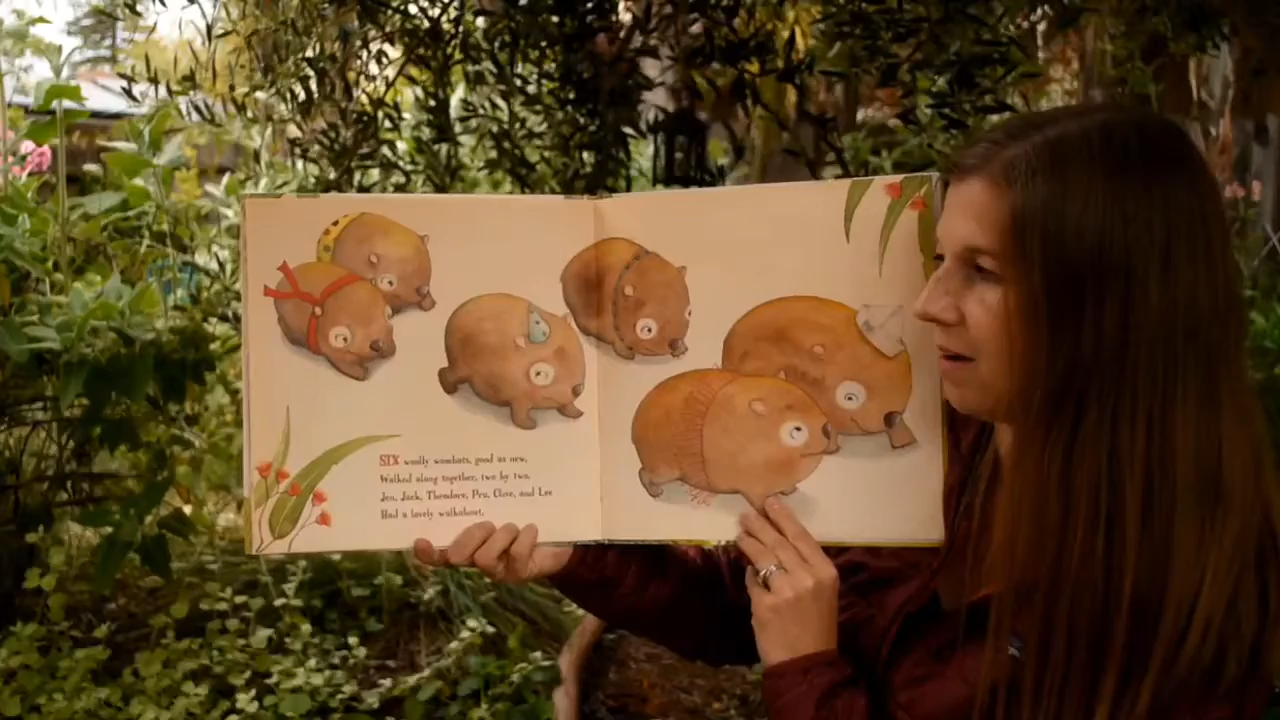 SIX woolly wombats, good as new,
Walked along together, two by two.
Jen, Jack, Theodore, Pru, Clive, and Lee
Had a lovely walkabout.